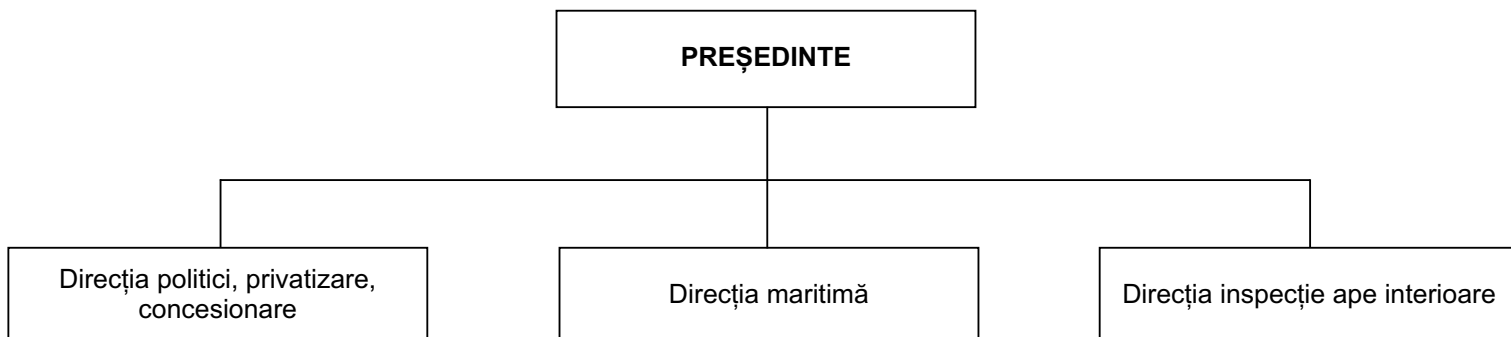 PREȘEDINTE
Direcția politici, privatizare,
concesionare
Direcția maritimă
Direcția inspecție ape interioare